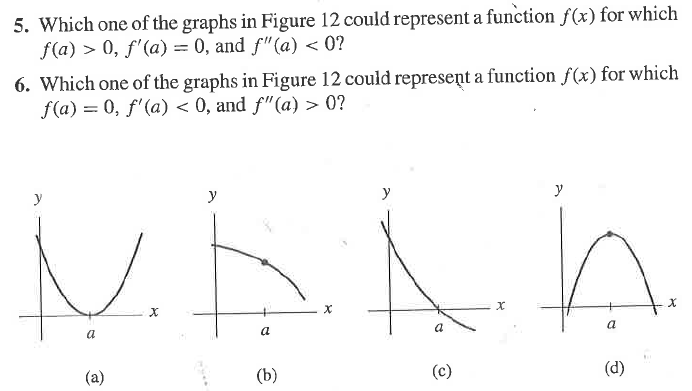 5. Which one of the graphs in Figure 12 could represent a function f(x) for which
f(a) > 0, f′(a) = 0, and f″(a) < 0?
6. Which one of the graphs in Figure 12 could represent a function f(x) for which
f(a) = 0, f′(a) < 0, and f″(a) > 0?
y y y y
x x x x
a a a a
(a) (b) (c) (d)